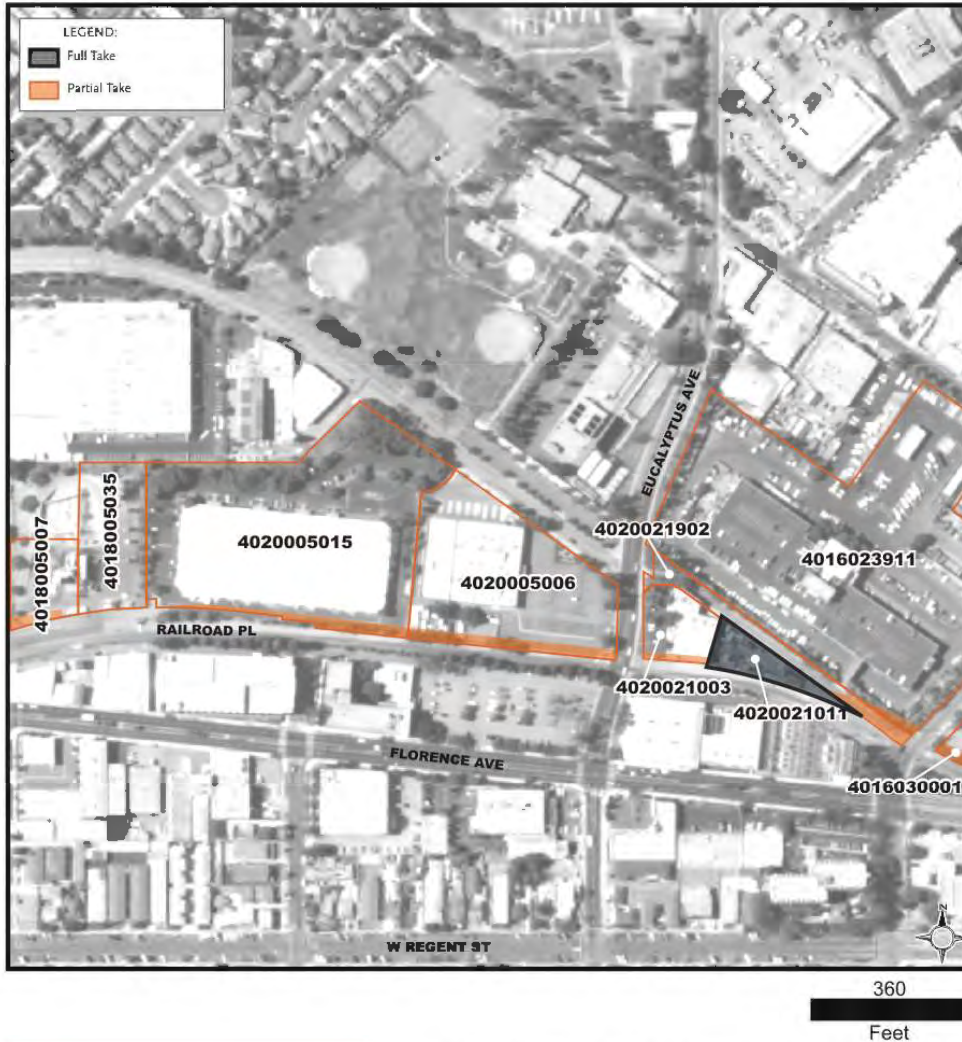 LEGEND:
Full Take
Partial Take
EUCALYPTUS AVE
4020021902
4018005007
4018005035
4020005015
4016023911
4020005006
RAILROAD PL
4020021003
4020021011
FLORENCE AVE
4016030001
W REGENT ST
N
360
Feet